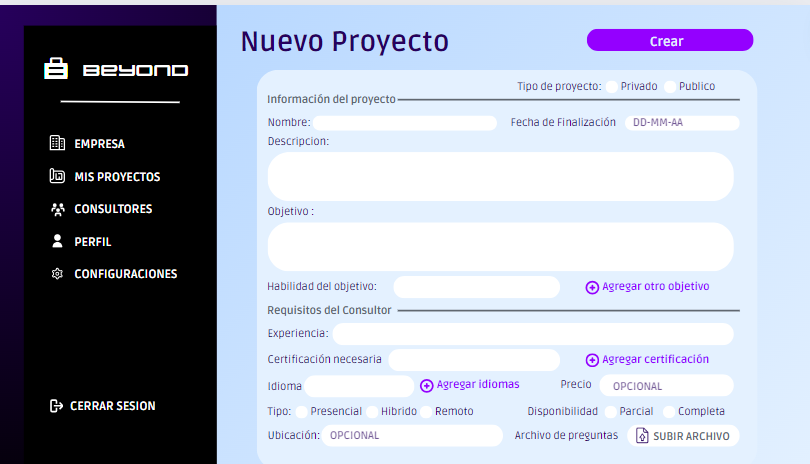 Nuevo Proyecto
Crear
BEYOND
EMPRESA
MIS PROYECTOS
CONSULTORES
PERFIL
CONFIGURACIONES
CERRAR SESION
Tipo de proyecto: Privado Publico
Información del proyecto
Nombre: Fecha de Finalización DD-MM-AA
Descripcion:
Objetivo :
Habilidad del objetivo: Agregar otro objetivo
Requisitos del Consultor
Experiencia:
Certificación necesaria Agregar certificación
Idioma Agregar idiomas Precio OPCIONAL
Tipo: Presencial Hibrido Remoto Disponibilidad Parcial Completa
Ubicación: OPCIONAL Archivo de preguntas SUBIR ARCHIVO